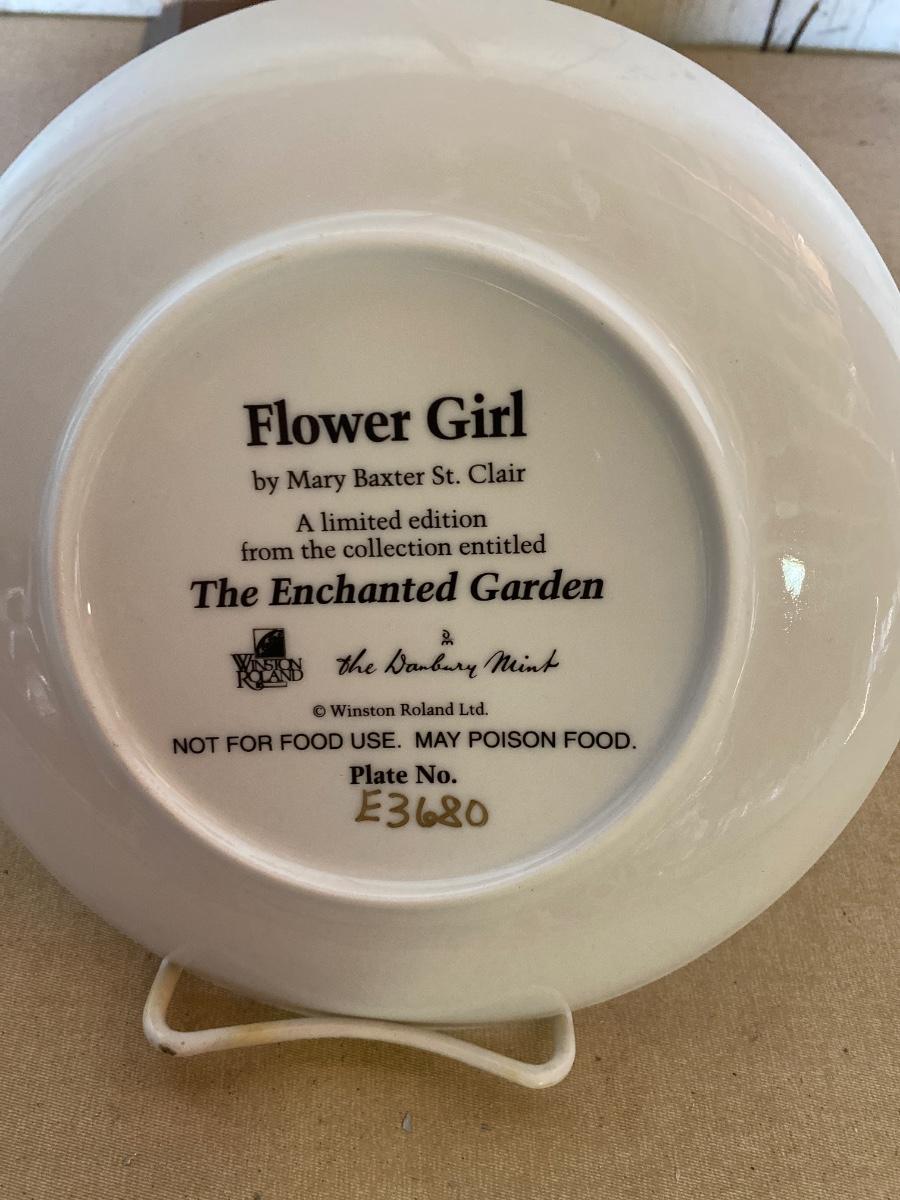 Flower Girl
by Mary Baxter St. Clair
A limited edition
from the collection entitled
The Enchanted Garden
WINSTON
ROLAND
DM
the Danbury Mint
© Winston Roland Ltd.
NOT FOR FOOD USE. MAY POISON FOOD.
Plate No.
E3680